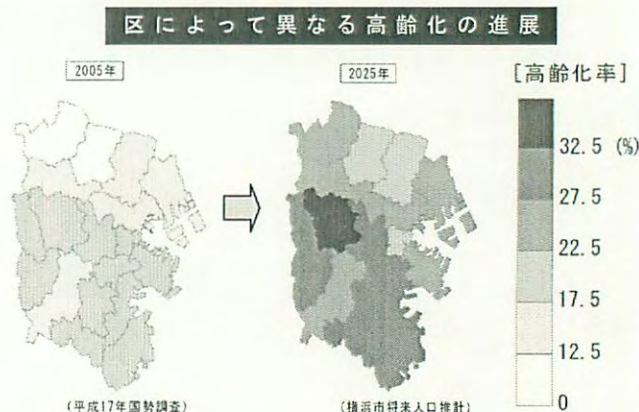 区によって異なる高齢化の進展
2005年
2025年
[高齢化率]
32.5 (%)
27.5
22.5
17.5
12.5
0
(平成17年国勢調査)
(横浜市将来人口推計)